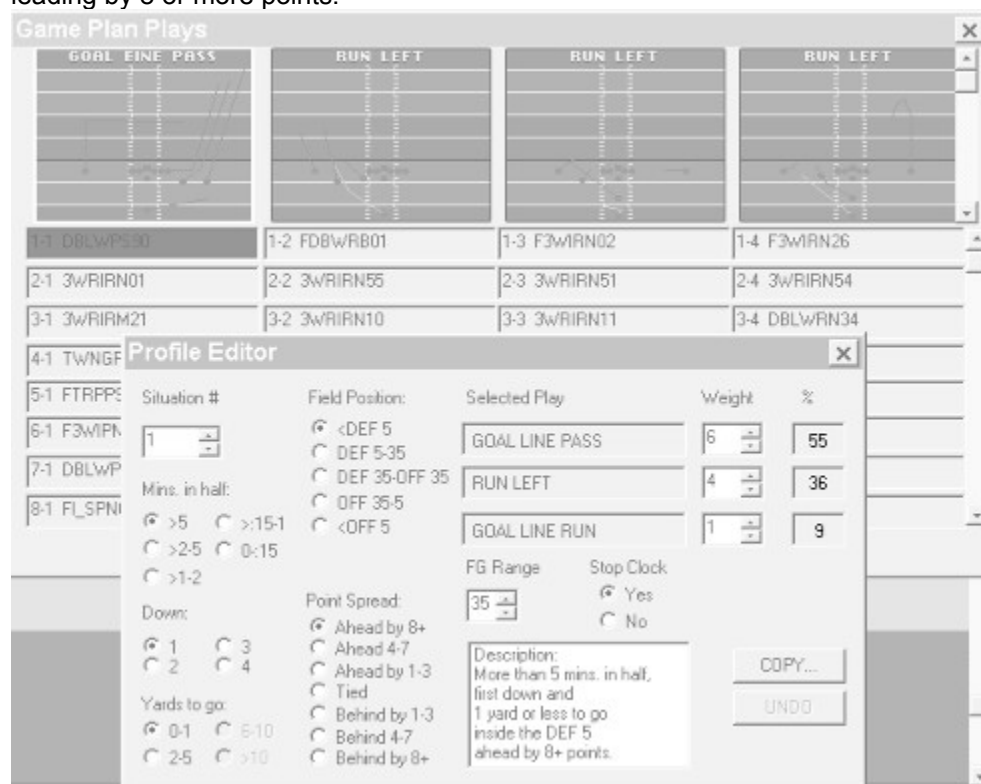 leading by 8 or more points.
Game Plan Plays
GOAL LINE PASS RUN LEFT RUN LEFT RUN LEFT
1-1 DBLWPS90 1-2 FDBWRB01 1-3 F3WIRN02 1-4 F3WIRN26
2-1 3WRIRN01 2-2 3WRIRN55 2-3 3WRIRN51 2-4 3WRIRN54
3-1 3WRIRM21 3-2 3WRIRN10 3-3 3WRIRN11 3-4 DBLWRN34
4-1
5-1
6-1
7-1
8-1
Profile Editor
Situation # Field Position: Selected Play Weight %
1 <DEF 5 GOAL LINE PASS 6 55
DEF 5-35
Mins. in half: DEF 35-OFF 35 RUN LEFT 4 36
OFF 35-5
>5 >:15-1 <OFF 5 GOAL LINE RUN 1 9
>2-5 0-:15
>1-2 FG Range Stop Clock
Down: Point Spread: 35 Yes
1 3 Ahead by 8+ No
2 4 Ahead 4-7
Ahead by 1-3
Yards to go: Tied
0-1 6-10 Behind by 1-3
2-5 >10 Behind 4-7
Behind by 8+
Description:
More than 5 mins. in half,
first down and
1 yard or less to go
inside the DEF 5
ahead by 8+ points.
COPY...
UNDO